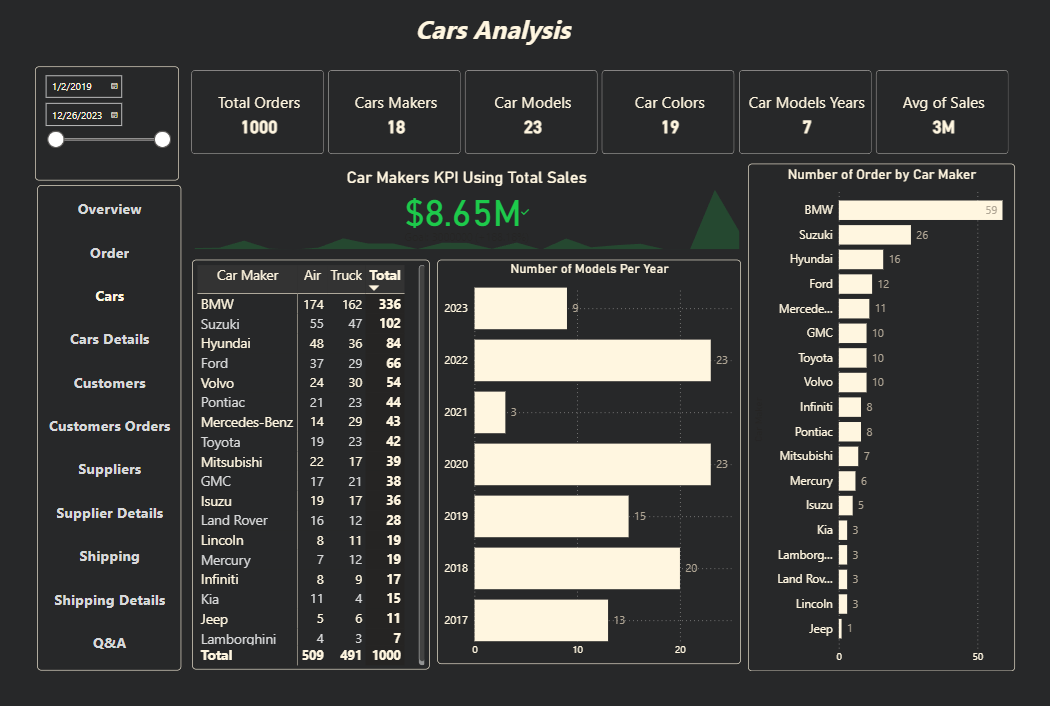 Cars Analysis
1/2/2019
12/26/2023
Total Orders
1000
Cars Makers
18
Car Models
23
Car Colors
19
Car Models Years
7
Avg of Sales
3M
Overview
Order
Cars
Cars Details
Customers
Customers Orders
Suppliers
Supplier Details
Shipping
Shipping Details
Q&A
Car Makers KPI Using Total Sales
$8.65M
Car Maker Air Truck Total
BMW 174 162 336
Suzuki 55 47 102
Hyundai 48 36 84
Ford 37 29 66
Volvo 24 30 54
Pontiac 21 23 44
Mercedes-Benz 14 29 43
Toyota 19 23 42
Mitsubishi 22 17 39
GMC 17 21 38
Isuzu 19 17 36
Land Rover 16 12 28
Lincoln 8 11 19
Mercury 7 12 19
Infiniti 8 9 17
Kia 11 4 15
Jeep 5 6 11
Lamborghini 4 3 7
Total 509 491 1000
Number of Models Per Year
2023 9
2022 23
2021 3
2020 23
2019 15
2018 20
2017 13
0 10 20
Number of Order by Car Maker
BMW 59
Suzuki 26
Hyundai 16
Ford 12
Mercede... 11
GMC 10
Toyota 10
Volvo 10
Infiniti 8
Pontiac 8
Mitsubishi 7
Mercury 6
Isuzu 5
Kia 3
Lamborg... 3
Land Rov... 3
Lincoln 3
Jeep 1
0 50